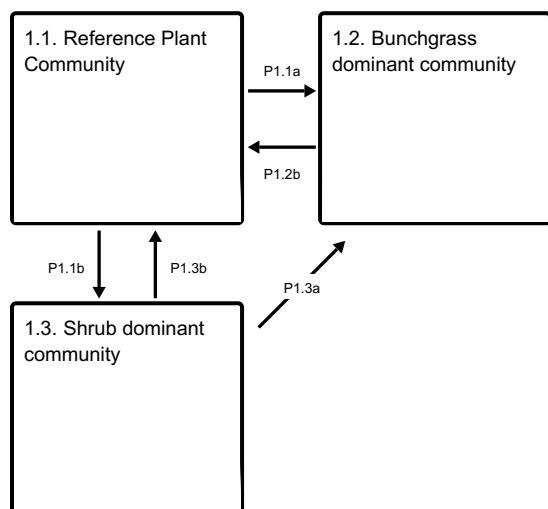 1.1. Reference Plant
Community
1.2. Bunchgrass
dominant community
P1.1a
P1.2b
P1.1b
P1.3b
P1.3a
1.3. Shrub dominant
community